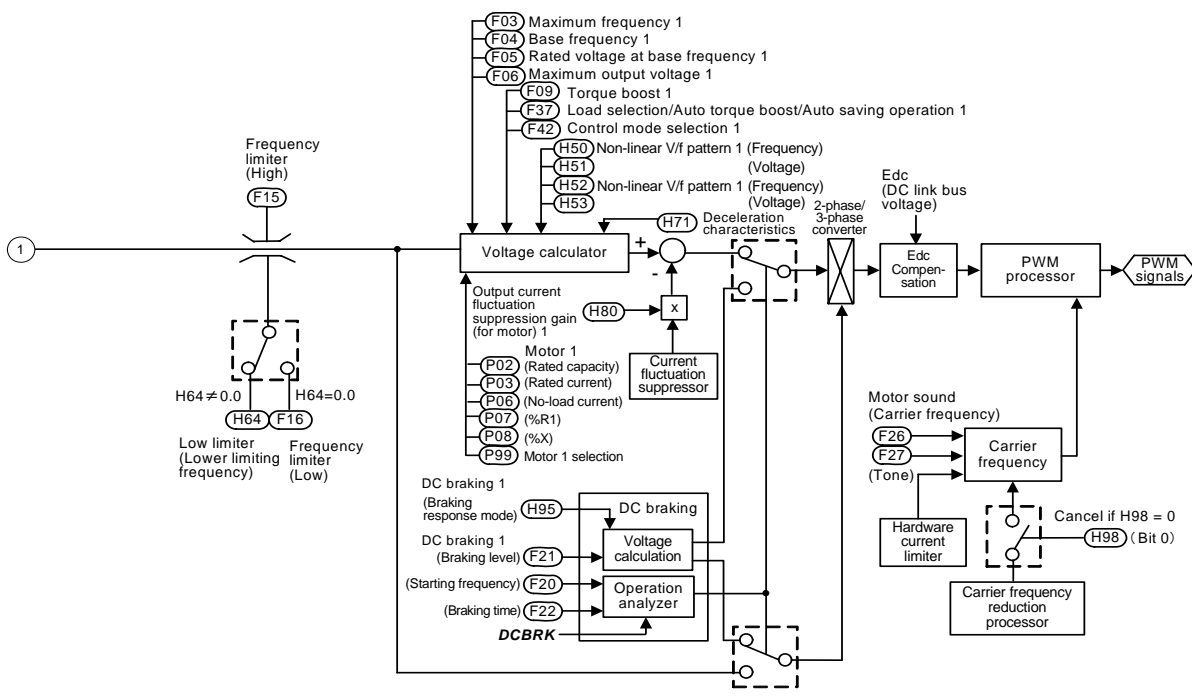 F03 Maximum frequency 1
F04 Base frequency 1
F05 Rated voltage at base frequency 1
F06 Maximum output voltage 1
F09 Torque boost 1
F37 Load selection/Auto torque boost/Auto saving operation 1
F42 Control mode selection 1
H50 Non-linear V/f pattern 1 (Frequency)
H51 (Voltage)
H52 Non-linear V/f pattern 1 (Frequency)
H53 (Voltage)
H71 Deceleration
characteristics
Frequency
limiter
(High)
F15
1
Voltage calculator
+
-
2-phase/
3-phase
converter
Edc
(DC link bus
voltage)
Edc
Compen-
sation
PWM
processor
PWM
signals
Output current
fluctuation
suppression gain
(for motor) 1
H80
x
Current
fluctuation
suppressor
H64≠0.0
H64=0.0
H64
F16
Low limiter
(Lower limiting
frequency)
Frequency
limiter
(Low)
Motor 1
P02 (Rated capacity)
P03 (Rated current)
P06 (No-load current)
P07 (%R1)
P08 (%X)
P99 Motor 1 selection
Motor sound
(Carrier frequency)
F26
F27
(Tone)
Carrier
frequency
Hardware
current
limiter
Cancel if H98 = 0
H98 (Bit 0)
Carrier frequency
reduction
processor
DC braking 1
(Braking
response mode) H95
DC braking 1
(Braking level) F21
(Starting frequency) F20
(Braking time) F22
DCBRK
DC braking
Voltage
calculation
Operation
analyzer